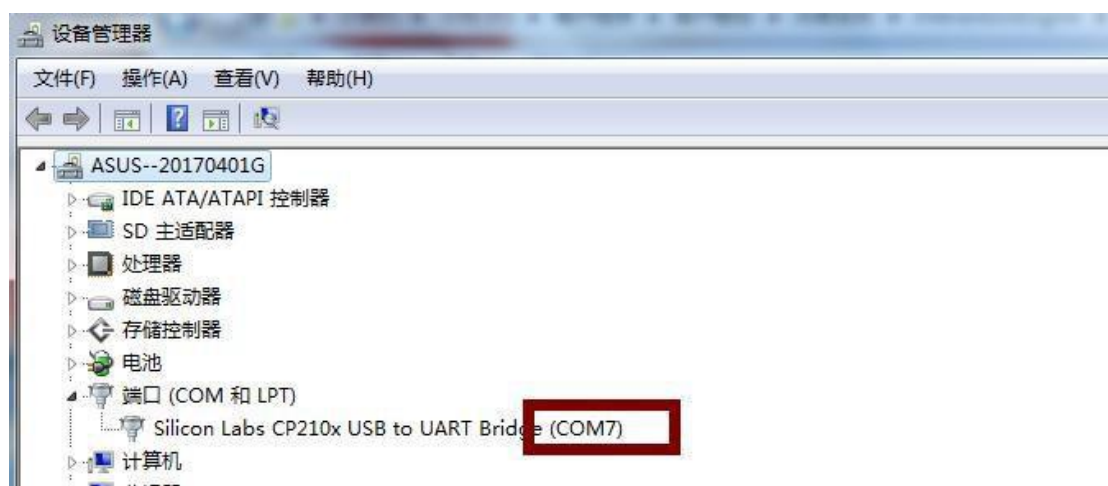 设备管理器
文件(F) 操作(A) 查看(V) 帮助(H)
ASUS--20170401G
IDE ATA/ATAPI 控制器
SD 主适配器
处理器
磁盘驱动器
存储控制器
电池
端口 (COM 和 LPT)
Silicon Labs CP210x USB to UART Bridge (COM7)
计算机